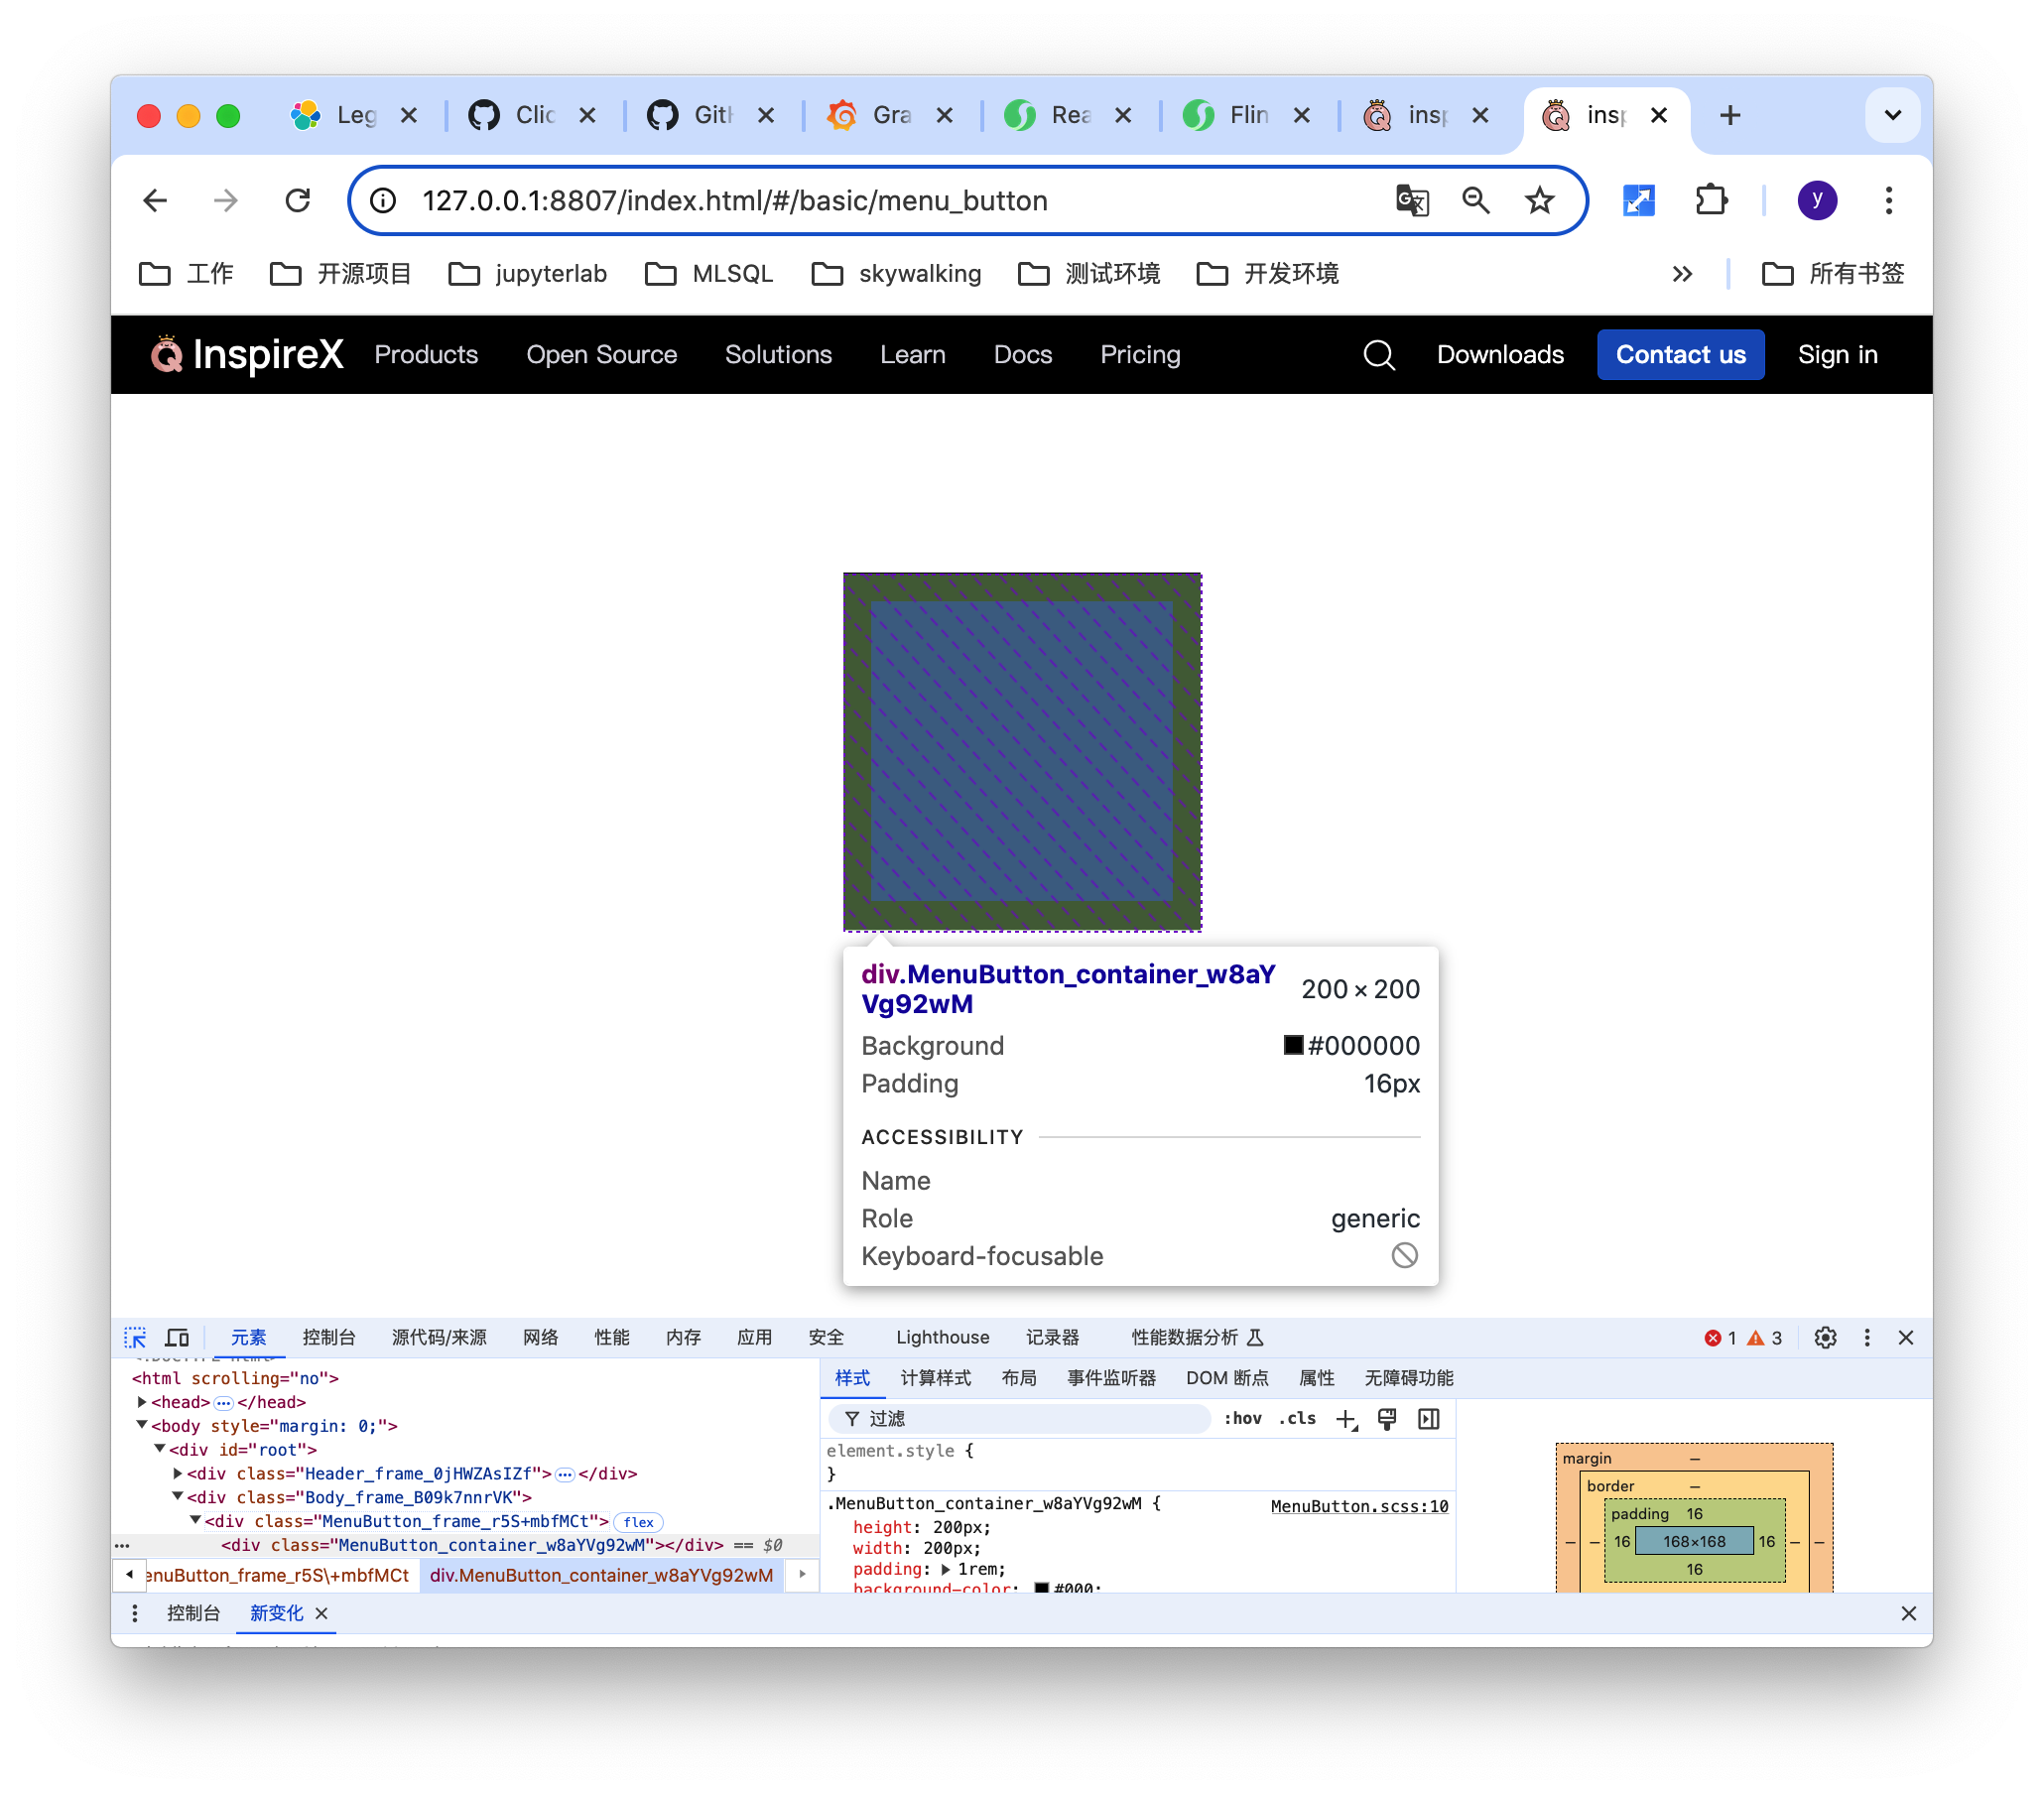 Leg Clic GitH Gra Rea Flin insp insp
127.0.0.1:8807/index.html/#/basic/menu_button y
工作 开源项目 jupyterlab MLSQL skywalking 测试环境 开发环境 » 所有书签
InspireX Products Open Source Solutions Learn Docs Pricing Downloads Contact us Sign in
div.MenuButton_container_w8aY
Vg92wM 200 × 200
Background #000000
Padding 16px
ACCESSIBILITY
Name
Role generic
Keyboard-focusable
元素 控制台 源代码/来源 网络 性能 内存 应用 安全 Lighthouse 记录器 性能数据分析 1 3
<html scrolling="no">
<head> ••• </head>
<body style="margin: 0;">
<div id="root">
<div class="Header_frame_0jHWZAsIZf"> ••• </div>
<div class="Body_frame_B09k7nnrVK">
<div class="MenuButton_frame_r5S+mbfMCt"> flex
••• <div class="MenuButton_container_w8aYVg92wM"></div> == $0
enuButton_frame_r5S\+mbfMCt div.MenuButton_container_w8aYVg92wM
样式 计算样式 布局 事件监听器 DOM 断点 属性 无障碍功能
过滤 :hov .cls
element.style {
}
.MenuButton_container_w8aYVg92wM { MenuButton.scss:10
height: 200px;
width: 200px;
padding: 1rem;
background-color: #000;
margin –
border –
padding 16
– – 16 168×168 16 – –
16
控制台 新变化